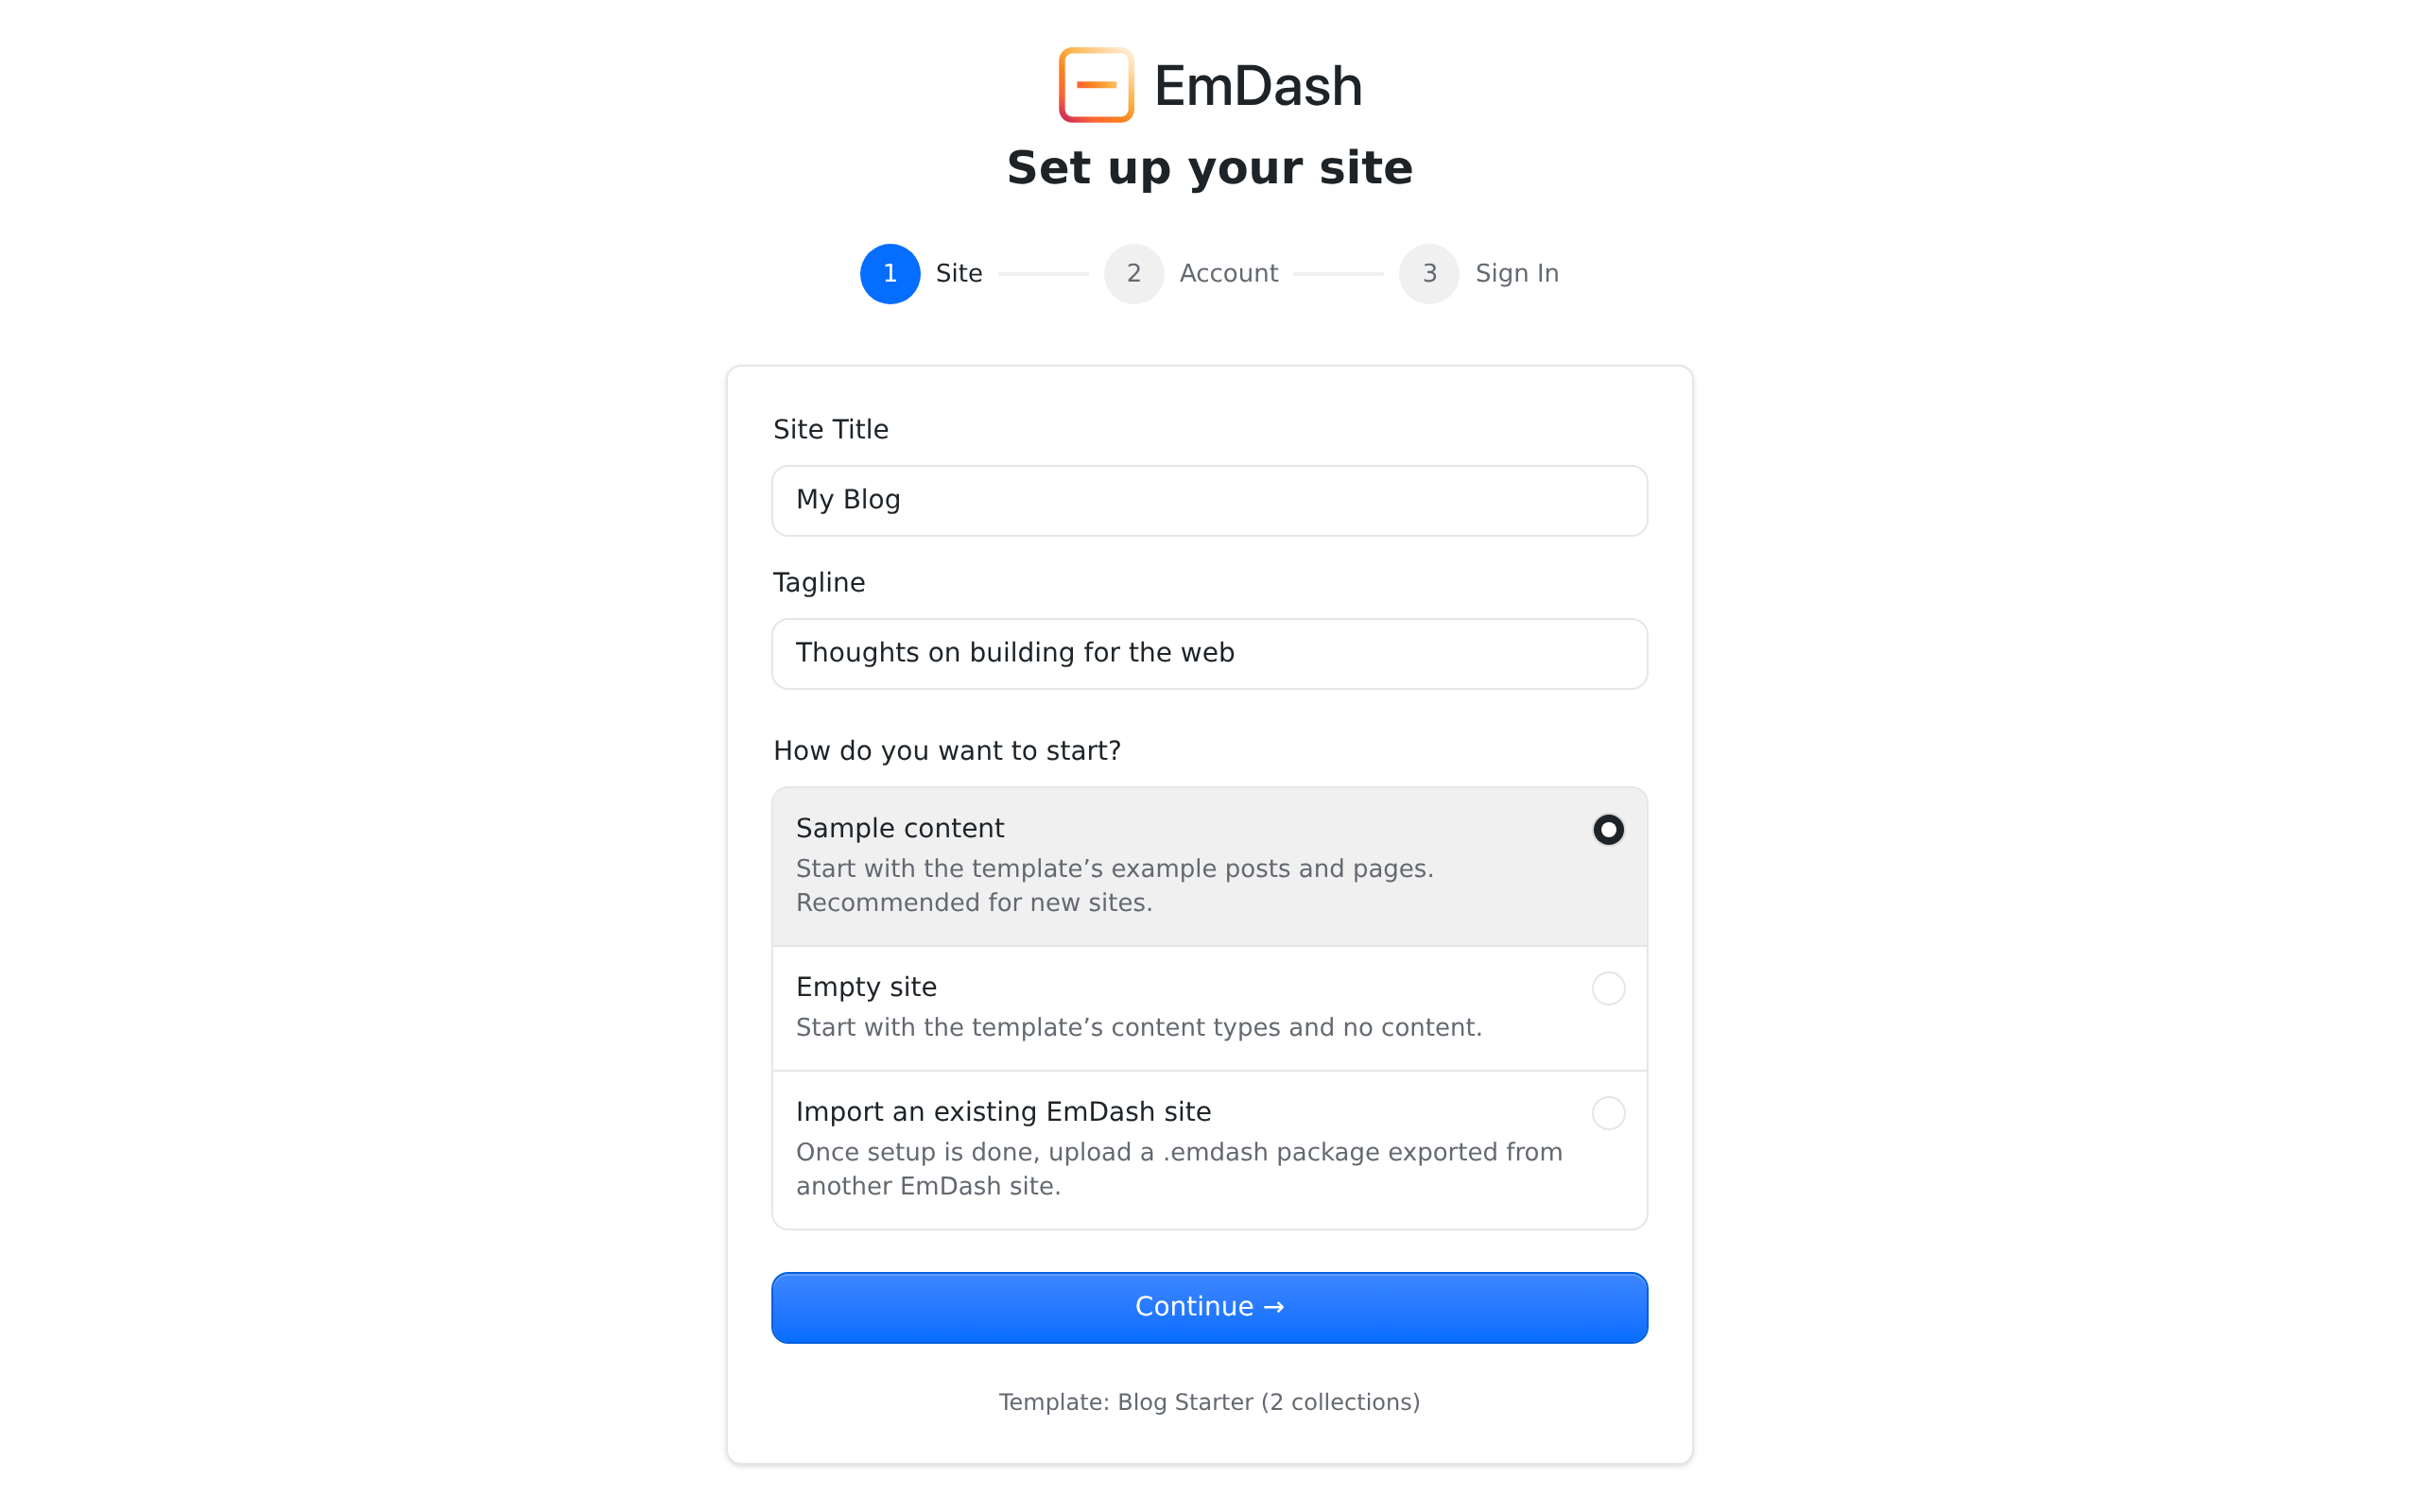 EmDash
Set up your site
1 Site 2 Account 3 Sign In
Site Title
My Blog
Tagline
Thoughts on building for the web
How do you want to start?
Sample content
Start with the template’s example posts and pages.
Recommended for new sites.
Empty site
Start with the template’s content types and no content.
Import an existing EmDash site
Once setup is done, upload a .emdash package exported from
another EmDash site.
Continue →
Template: Blog Starter (2 collections)